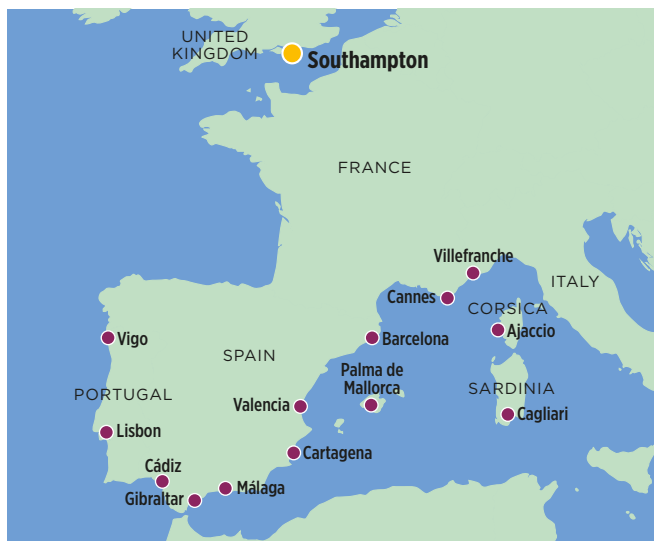 UNITED
KINGDOM
Southampton
FRANCE
Villefranche
ITALY
Cannes
CORSICA
Ajaccio
Vigo
Barcelona
SPAIN
Palma de
Mallorca
PORTUGAL
SARDINIA
Valencia
Cagliari
Lisbon
Cartagena
Cádiz
Málaga
Gibraltar